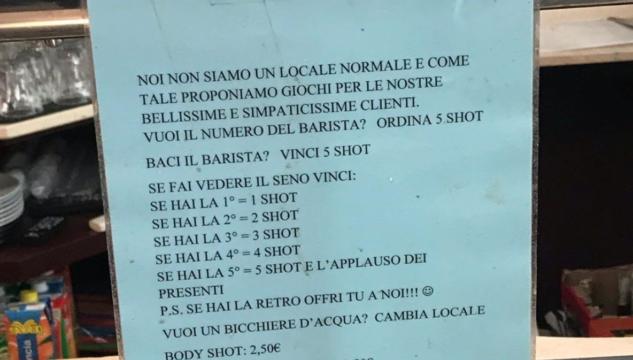 NOI NON SIAMO UN LOCALE NORMALE E COME
TALE PROPONIAMO GIOCHI PER LE NOSTRE
BELLISSIME E SIMPATICISSIME CLIENTI.
VUOI IL NUMERO DEL BARISTA? ORDINA 5 SHOT
BACI IL BARISTA? VINCI 5 SHOT
SE FAI VEDERE IL SENO VINCI:
SE HAI LA 1° = 1 SHOT
SE HAI LA 2° = 2 SHOT
SE HAI LA 3° = 3 SHOT
SE HAI LA 4° = 4 SHOT
SE HAI LA 5° = 5 SHOT E L'APPLAUSO DEI
PRESENTI
P.S. SE HAI LA RETRO OFFRI TU A NOI!!! ☺
VUOI UN BICCHIERE D'ACQUA? CAMBIA LOCALE
BODY SHOT: 2,50€